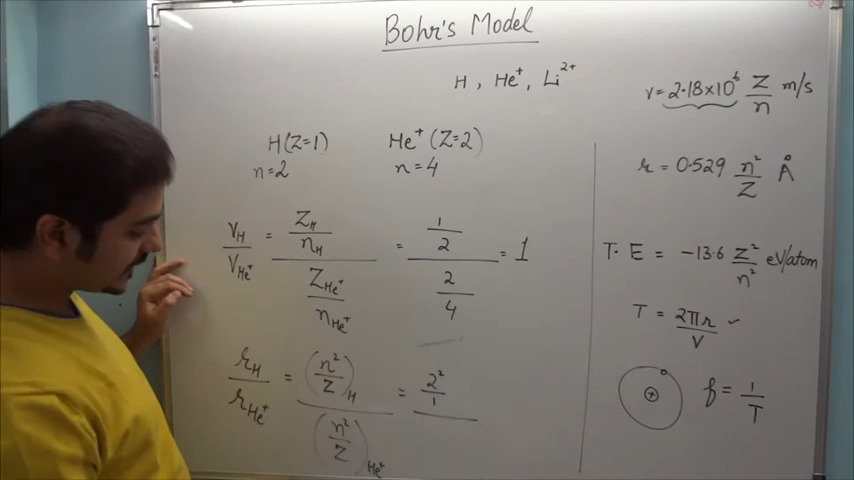 Bohr's Model
H , He⁺ , Li²⁺
H(Z=1)
n=2
He⁺(Z=2)
n=4
V_H / V_He⁺ = (Z_H / n_H) / (Z_He⁺ / n_He⁺) = (1/2) / (2/4) = 1
r_H / r_He⁺ = (n²/Z)_H / (n²/Z)_He⁺ = 2²/1
v = 2.18×10⁶ Z/n m/s
r = 0.529 n²/Z Å
T. E = -13.6 Z²/n² eV/atom
T = 2πr/V ✓
+
f = 1/T